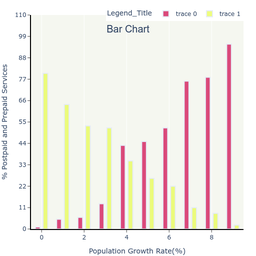 Legend_Title trace 0 trace 1
Bar Chart
% Postpaid and Prepaid Services
110
99
88
77
66
55
44
33
22
11
0
0 2 4 6 8
Population Growth Rate(%)